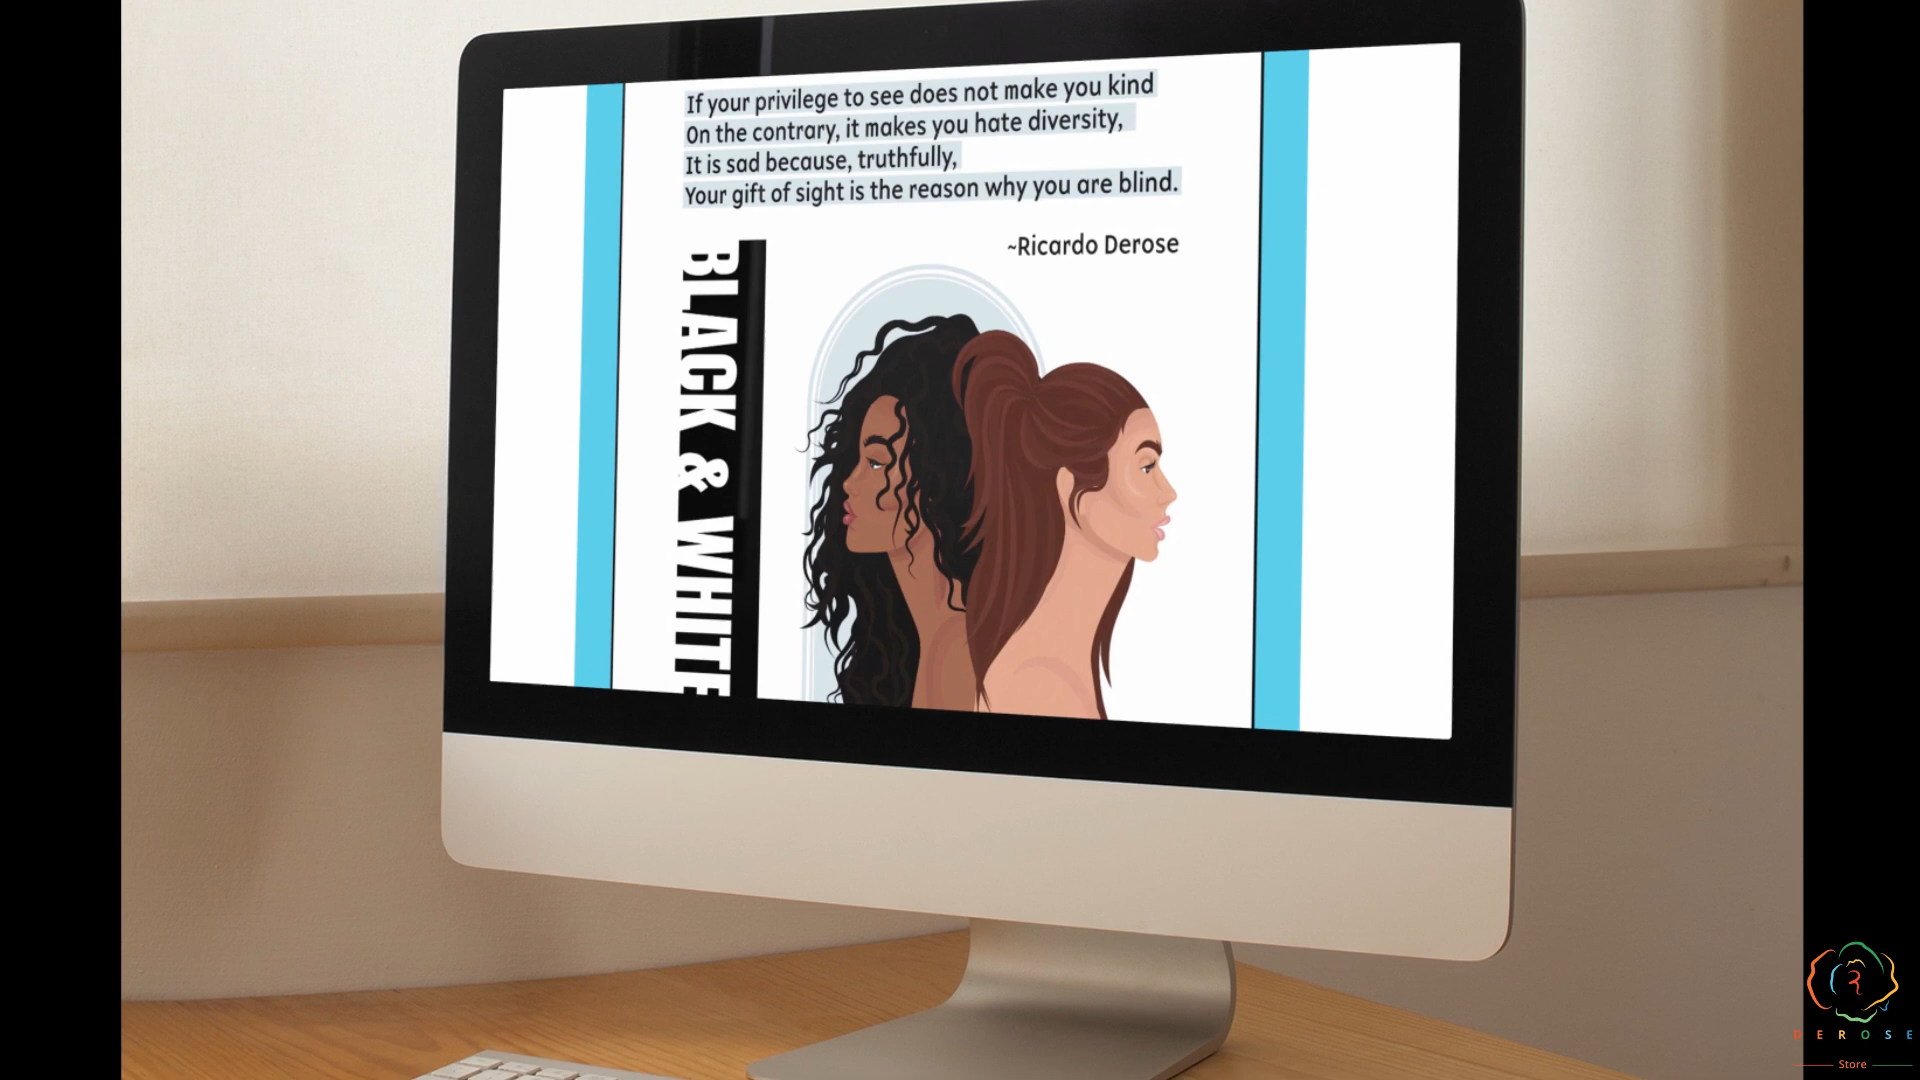 If your privilege to see does not make you kind
On the contrary, it makes you hate diversity,
It is sad because, truthfully,
Your gift of sight is the reason why you are blind.
~Ricardo Derose
BLACK & WHITE
DEROSE
Store